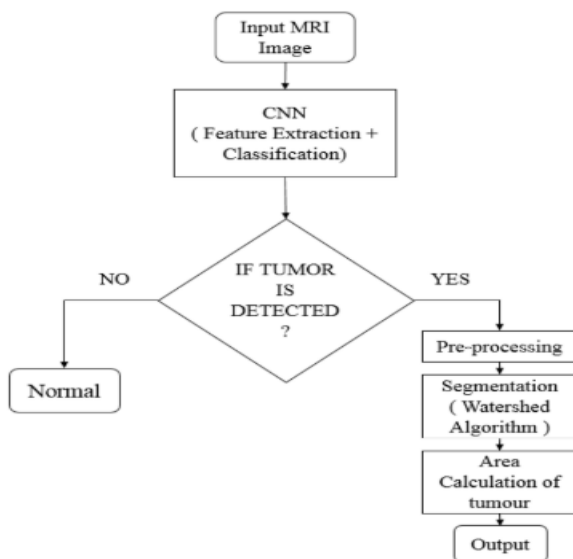 Input MRI
Image
CNN
( Feature Extraction +
Classification)
IF TUMOR
IS
DETECTED
?
NO
YES
Normal
Pre-processing
Segmentation
( Watershed
Algorithm )
Area
Calculation of
tumour
Output